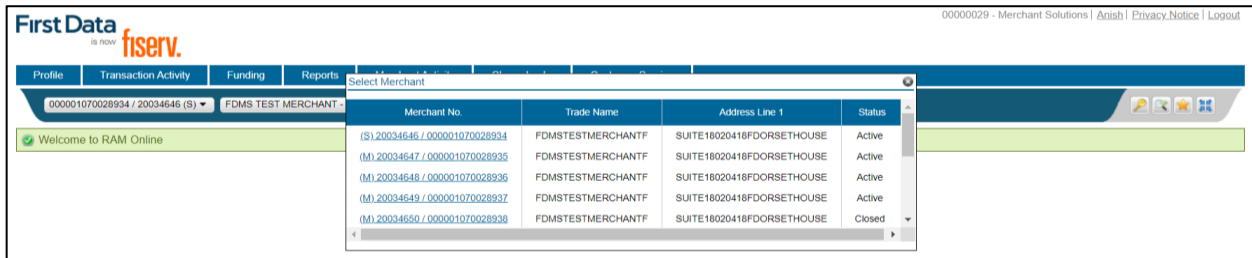 00000029 - Merchant Solutions | Anish | Privacy Notice | Logout
First Data
is now fiserv.
Profile Transaction Activity Funding Reports
Select Merchant
000001070028934 / 20034646 (S) FDMS TEST MERCHANT -
Merchant No. Trade Name Address Line 1 Status
Welcome to RAM Online
(S) 20034646 / 000001070028934 FDMSTESTMERCHANTF SUITE18020418FDORSETHOUSE Active
(M) 20034647 / 000001070028935 FDMSTESTMERCHANTF SUITE18020418FDORSETHOUSE Active
(M) 20034648 / 000001070028936 FDMSTESTMERCHANTF SUITE18020418FDORSETHOUSE Active
(M) 20034649 / 000001070028937 FDMSTESTMERCHANTF SUITE18020418FDORSETHOUSE Active
(M) 20034650 / 000001070028938 FDMSTESTMERCHANTF SUITE18020418FDORSETHOUSE Closed